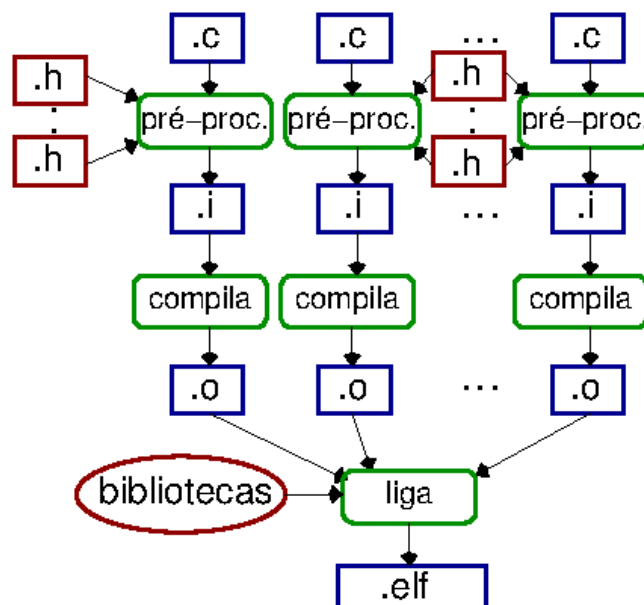 .c .c ... .c
.h .h
pré-proc. pré-proc. pré-proc.
.h .h
.i .i ... .i
compila compila compila
.o .o ... .o
bibliotecas liga
.elf